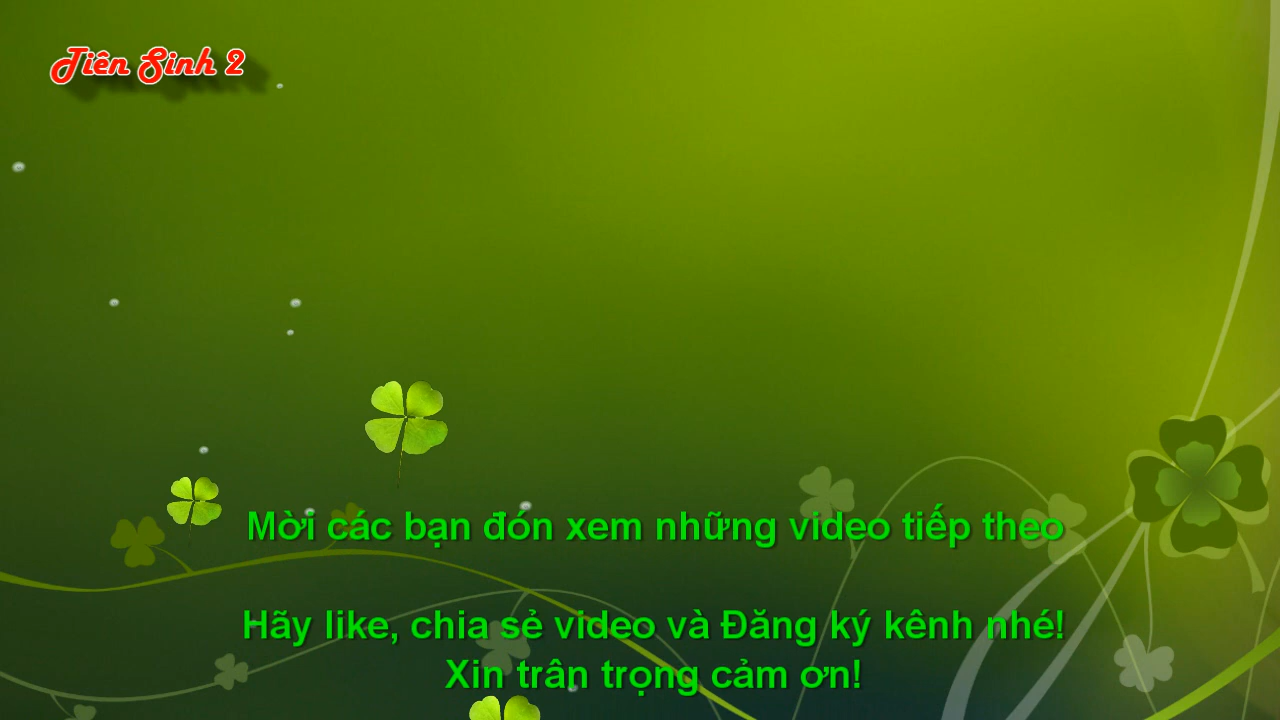 Tiên Sinh 2
Mời các bạn đón xem những video tiếp theo
Hãy like, chia sẻ video và Đăng ký kênh nhé!
Xin trân trọng cảm ơn!